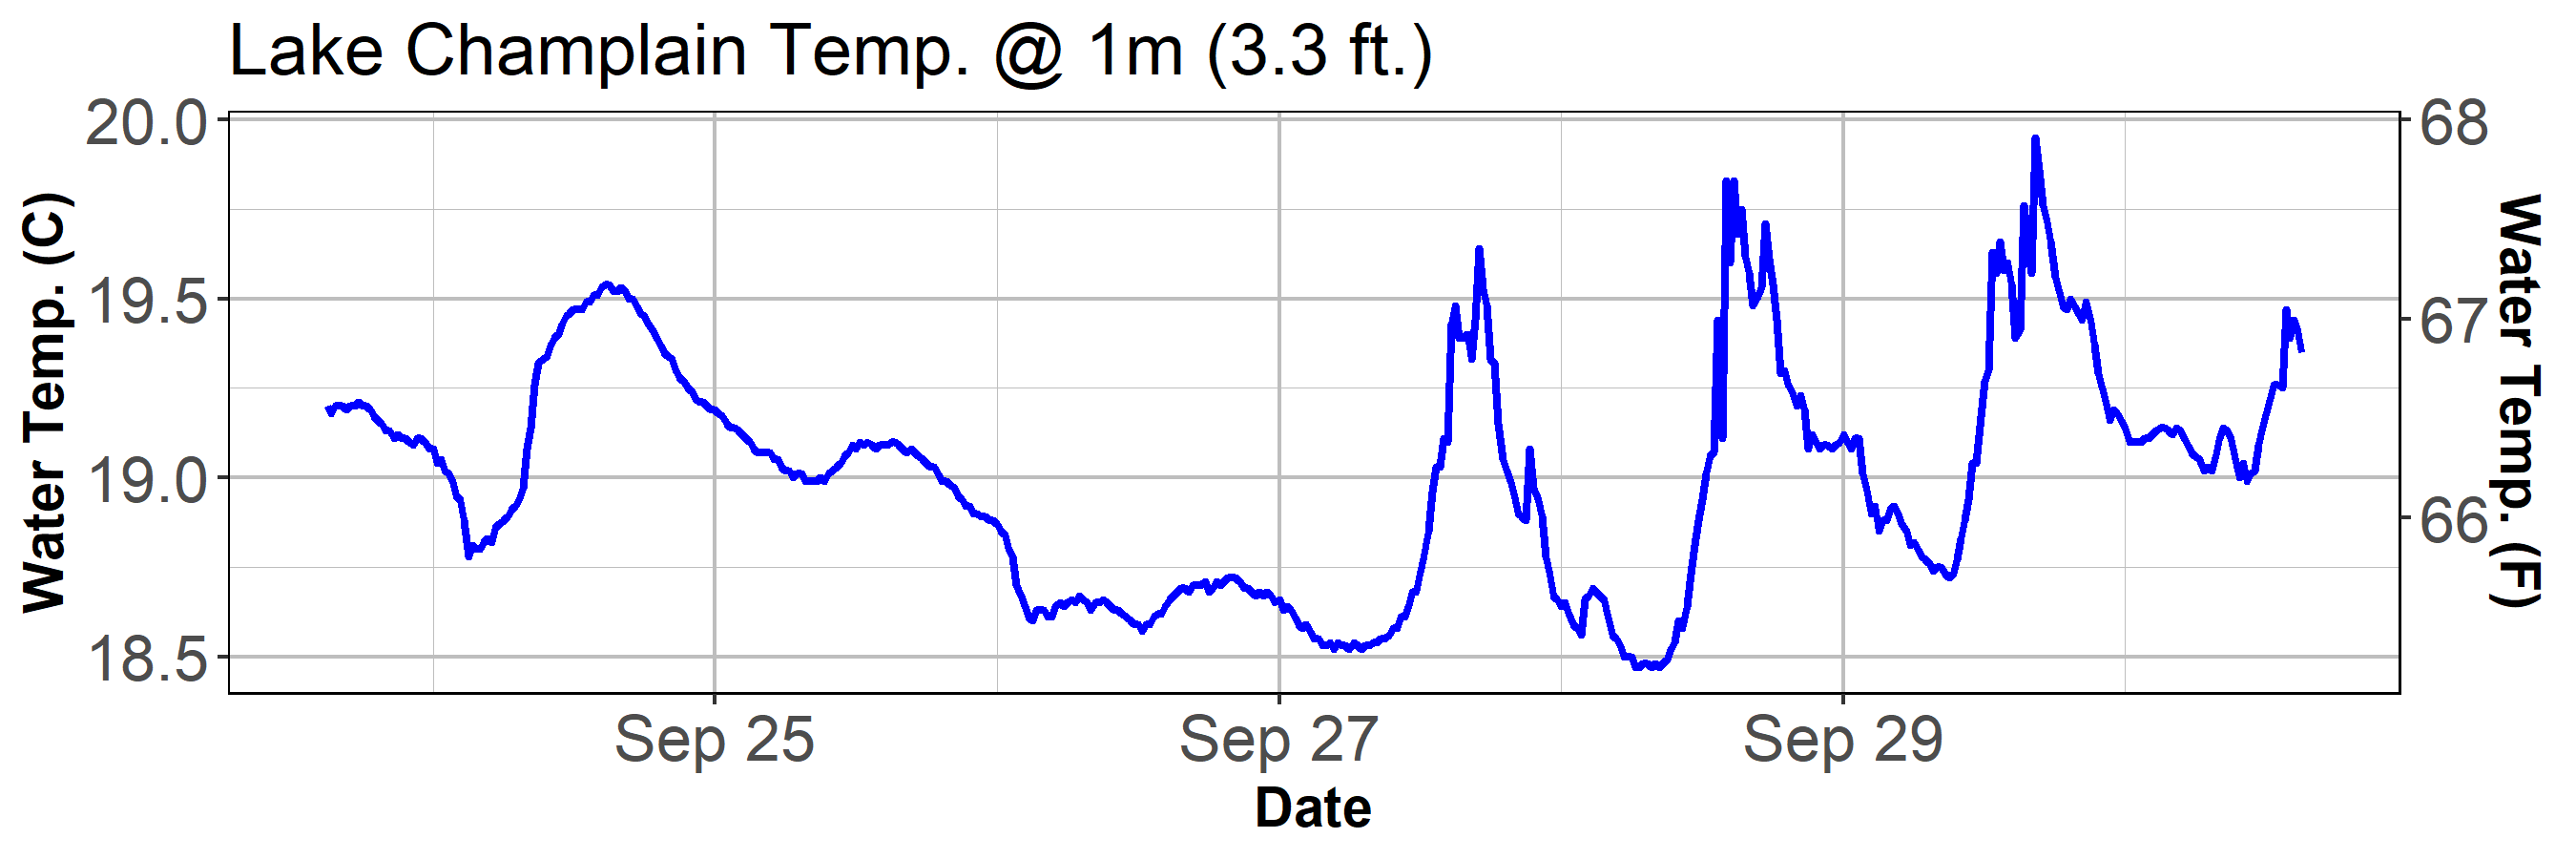 Lake Champlain Temp. @ 1m (3.3 ft.)
20.0
19.5
19.0
18.5
Water Temp. (C)
68
67
66
Water Temp. (F)
Sep 25
Sep 27
Sep 29
Date